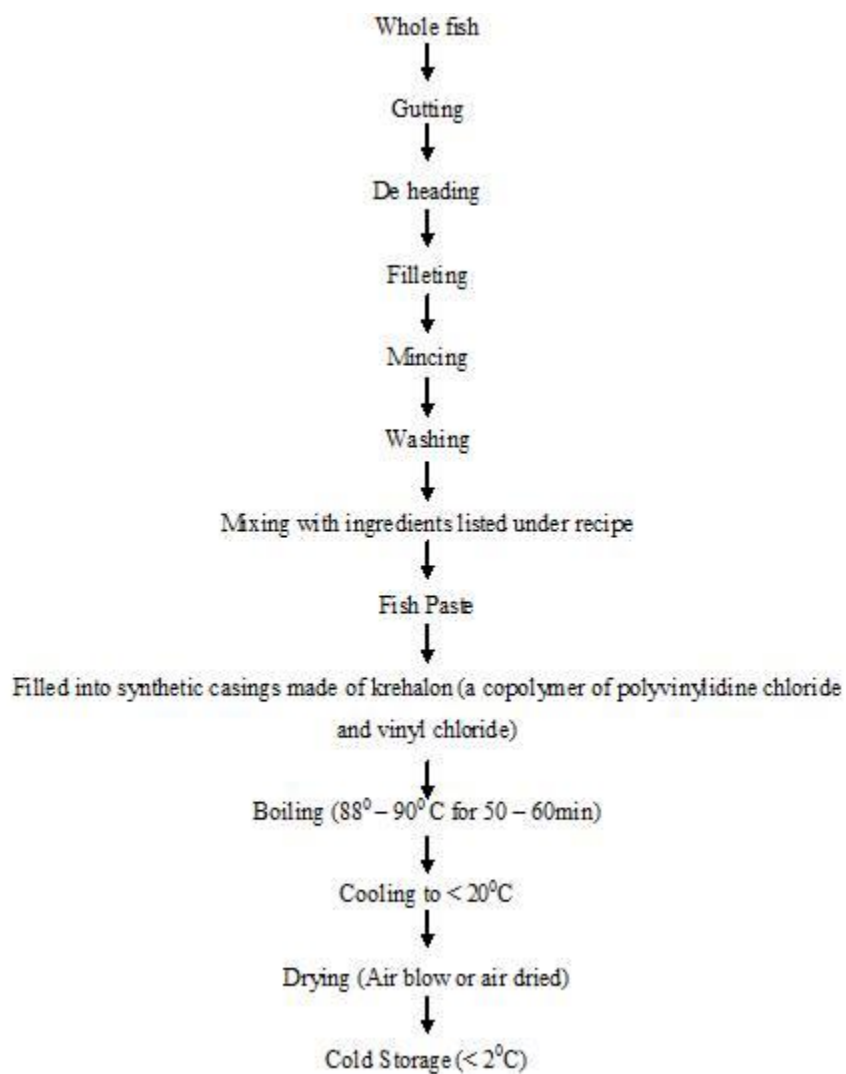 Whole fish
Gutting
De heading
Filleting
Mincing
Washing
Mixing with ingredients listed under recipe
Fish Paste
Filled into synthetic casings made of krehalon (a copolymer of polyvinylidine chloride
and vinyl chloride)
Boiling (88⁰ – 90⁰ C for 50 – 60min)
Cooling to < 20⁰C
Drying (Air blow or air dried)
Cold Storage (< 2⁰C)